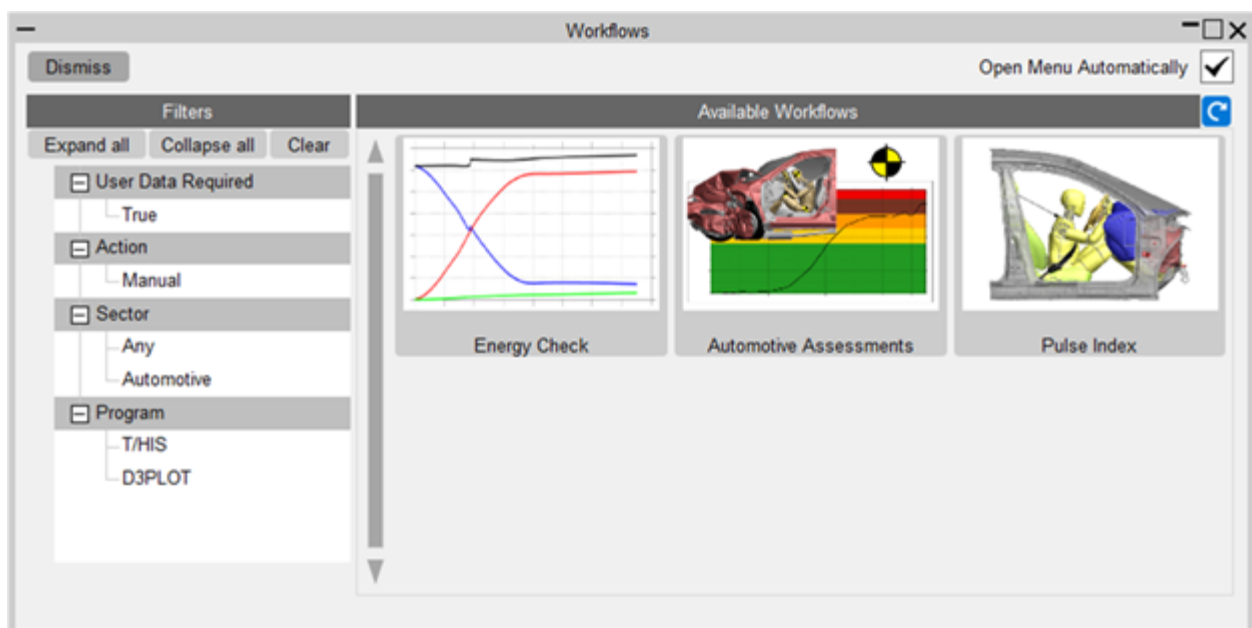 Workflows
Dismiss
Open Menu Automatically
Filters
Available Workflows
Expand all Collapse all Clear
User Data Required
True
Action
Manual
Sector
Any
Automotive
Program
T/HIS
D3PLOT
Energy Check
Automotive Assessments
Pulse Index